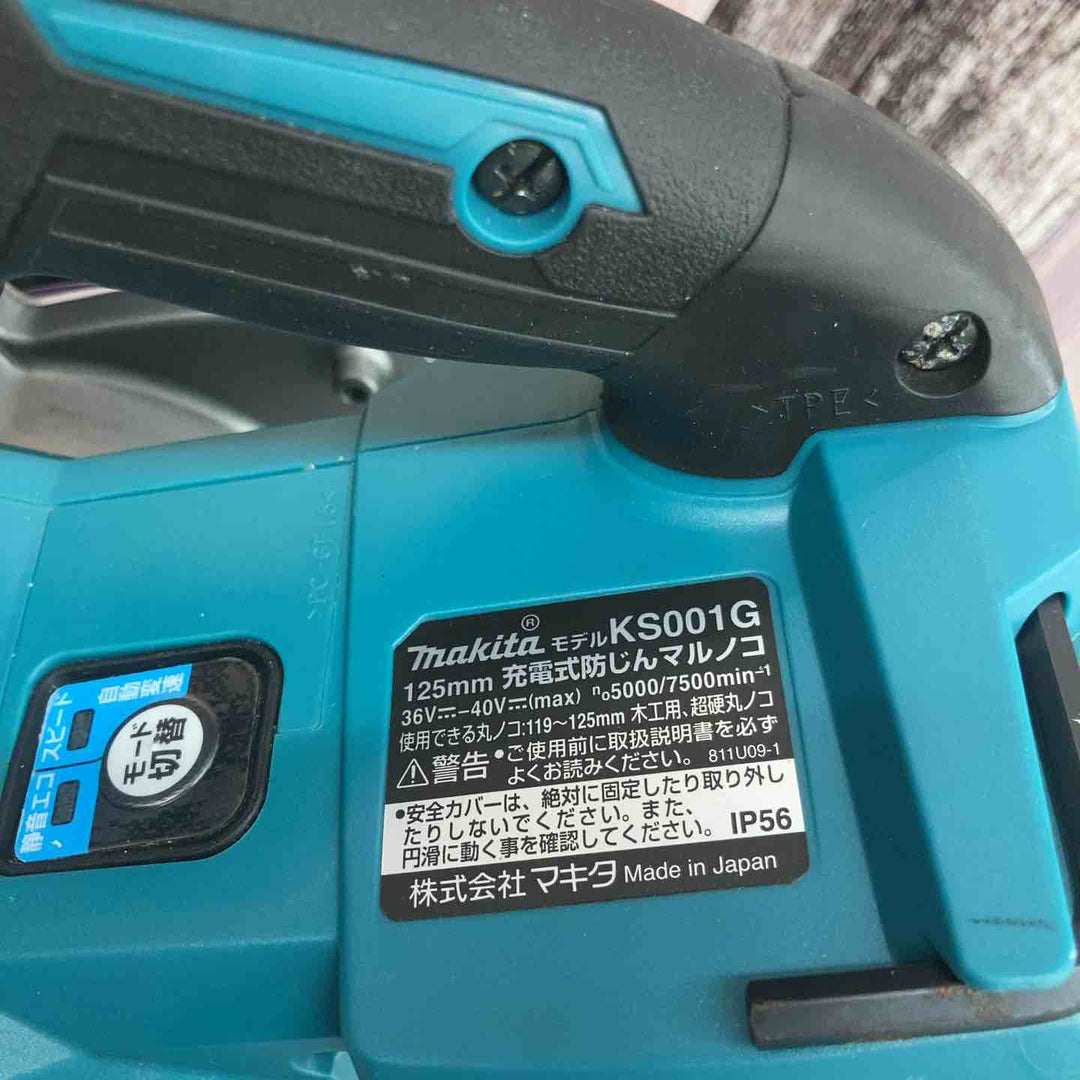 >TPE<
>PC-GF15<
自動変速
スピード
、静音エコ
モード
切替
makita® モデル KS001G
125mm 充電式防じんマルノコ
36V⎓-40V⎓(max) n₀5000/7500min⁻¹
使用できる丸ノコ:119~125mm 木工用、超硬丸ノコ
⚠警告 •ご使用前に取扱説明書を必ず
よくお読みください。 811U09-1
•安全カバーは、絶対に固定したり取り外し
たりしないでください。また、
円滑に動く事を確認してください。 IP56
株式会社 マキタ Made in Japan